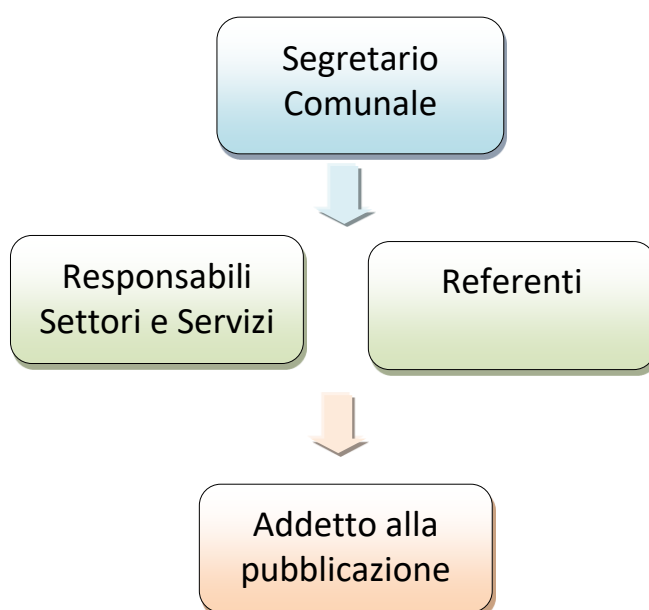 Segretario
Comunale
Responsabili
Settori e Servizi
Referenti
Addetto alla
pubblicazione